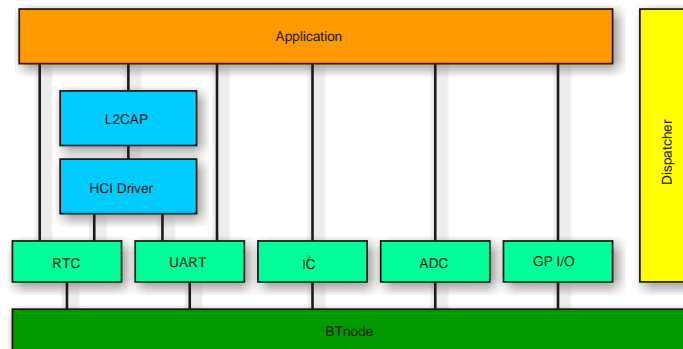 Application
L2CAP
HCI Driver
Dispatcher
RTC
UART
I²C
ADC
GP I/O
BTnode